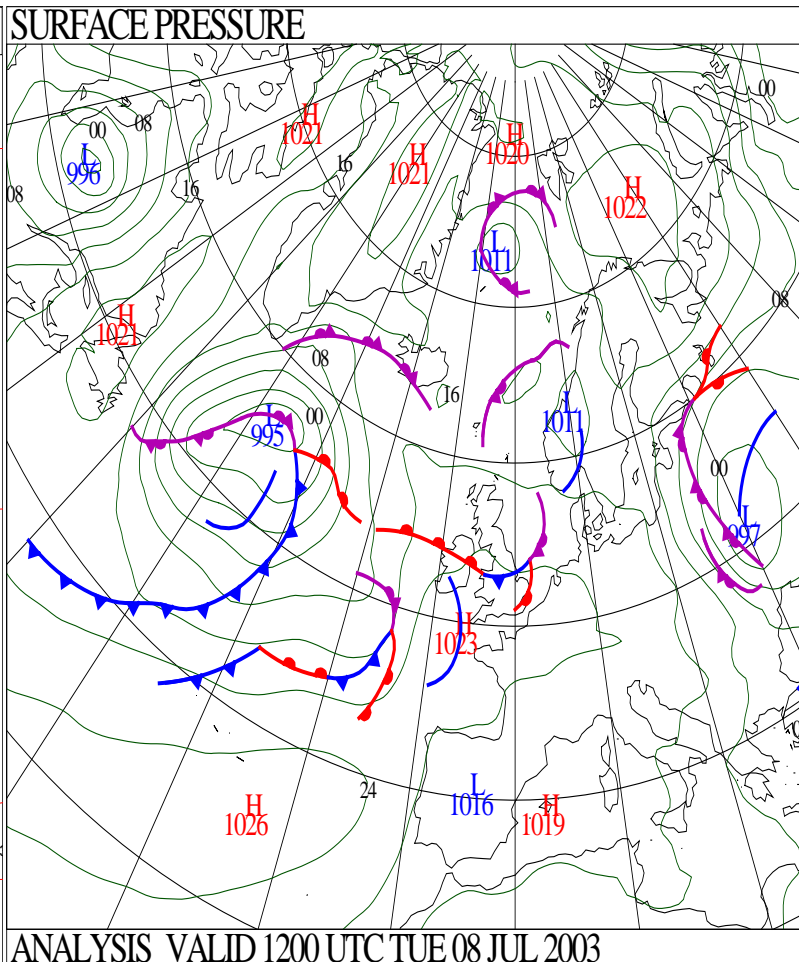 SURFACE PRESSURE
00
08
00
L
996
H
1021
16
H
1021
H
1020
08
16
H
1022
L
1011
H
1021
08
08
16
L
1011
L
995
00
00
L
997
H
1023
24
H
1026
L
1016
H
1019
ANALYSIS VALID 1200 UTC TUE 08 JUL 2003